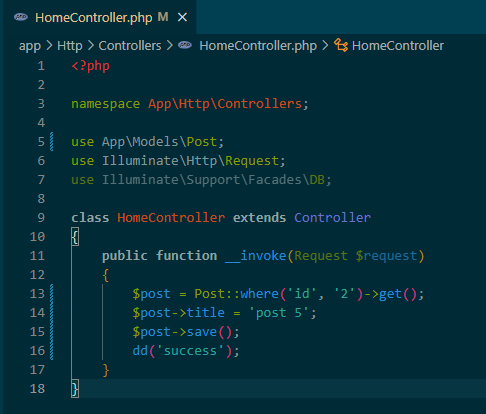 HomeController.php M ×
app > Http > Controllers > HomeController.php > HomeController
1 <?php
2
3 namespace App\Http\Controllers;
4
5 use App\Models\Post;
6 use Illuminate\Http\Request;
7 use Illuminate\Support\Facades\DB;
8
9 class HomeController extends Controller
10 {
11     public function __invoke(Request $request)
12     {
13         $post = Post::where('id', '2')->get();
14         $post->title = 'post 5';
15         $post->save();
16         dd('success');
17     }
18 }